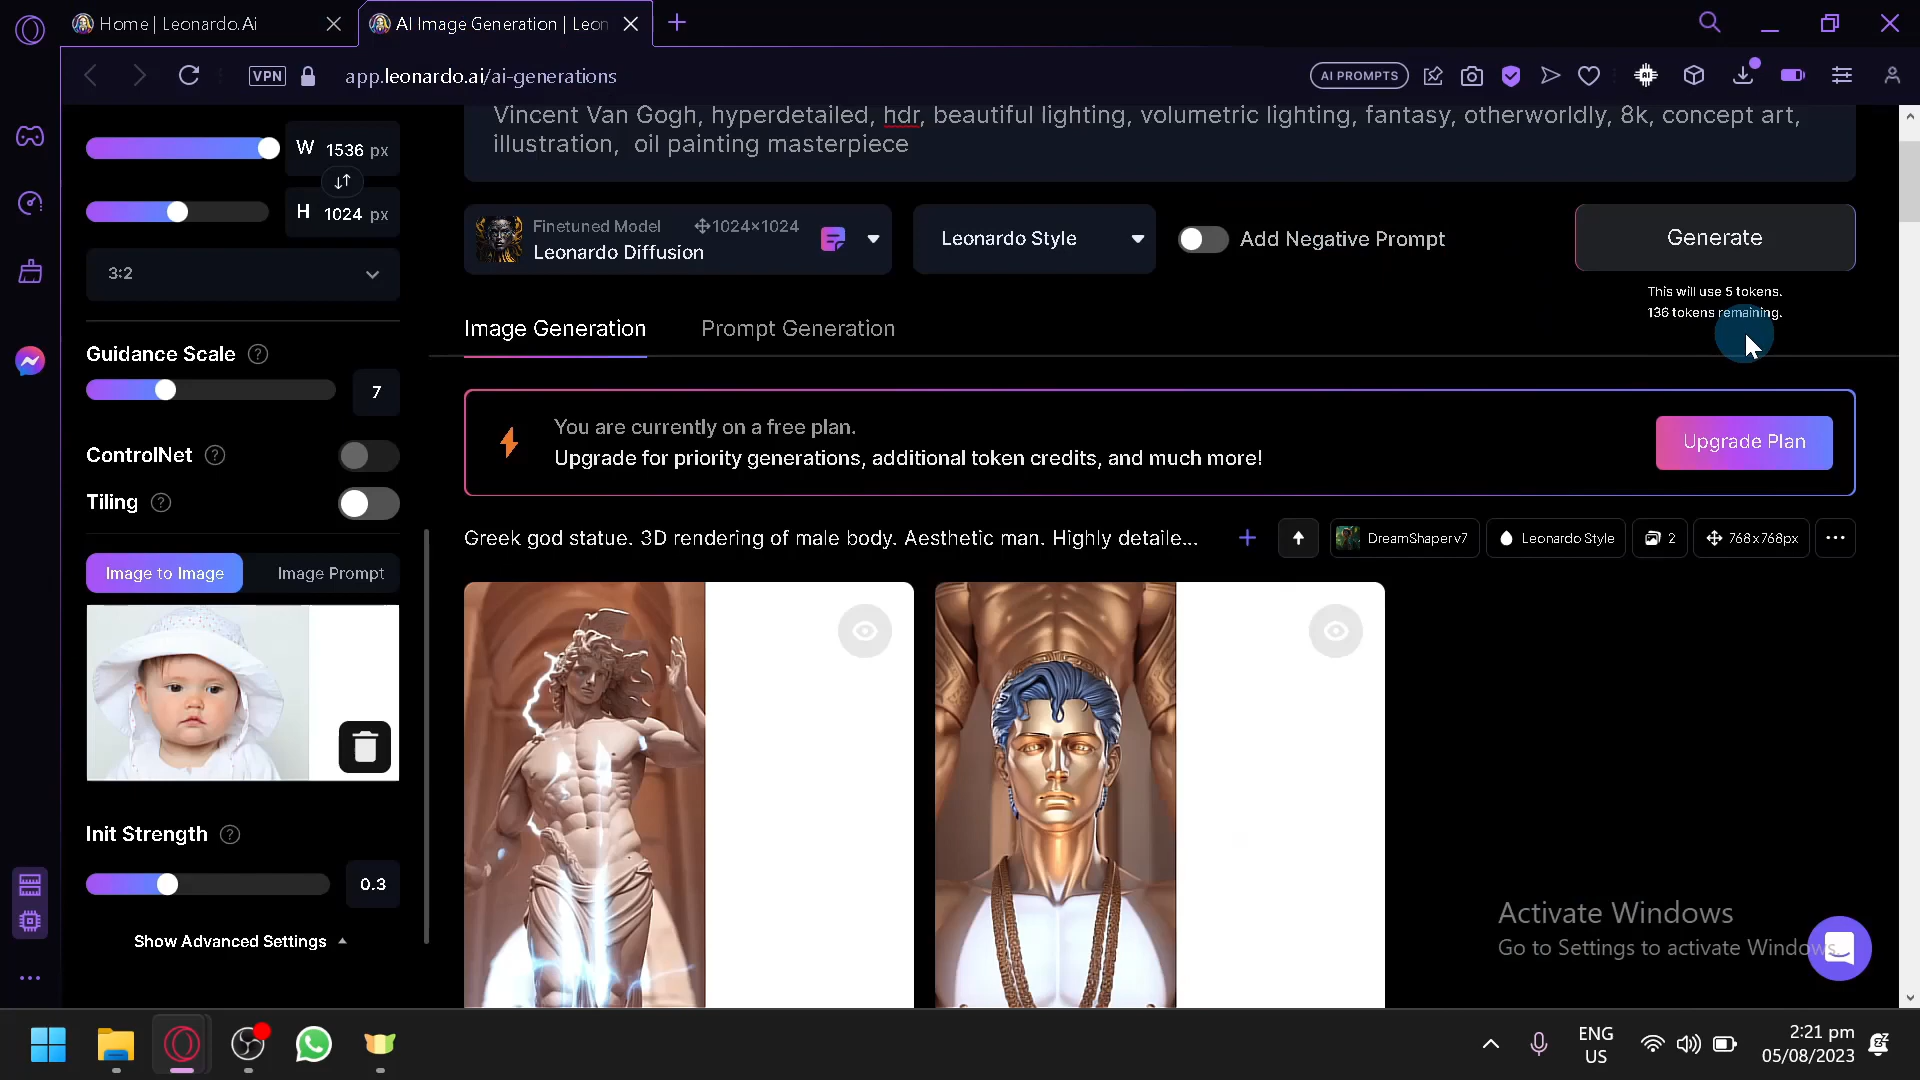 Home | Leonardo.Ai
AI Image Generation | Leon
VPN
app.leonardo.ai/ai-generations
AI PROMPTS
Vincent Van Gogh, hyperdetailed, hdr, beautiful lighting, volumetric lighting, fantasy, otherworldly, 8k, concept art,
illustration, oil painting masterpiece
W 1536 px
H 1024 px
3:2
Finetuned Model
1024×1024
Leonardo Diffusion
Leonardo Style
Add Negative Prompt
Generate
This will use 5 tokens.
136 tokens remaining.
Guidance Scale ?
7
ControlNet ?
Tiling ?
Image to Image
Image Prompt
Init Strength ?
0.3
Show Advanced Settings
Image Generation
Prompt Generation
You are currently on a free plan.
Upgrade for priority generations, additional token credits, and much more!
Upgrade Plan
Greek god statue. 3D rendering of male body. Aesthetic man. Highly detaile...
DreamShaper v7
Leonardo Style
2
768x768px
Activate Windows
Go to Settings to activate Windows.
ENG
US
2:21 pm
05/08/2023